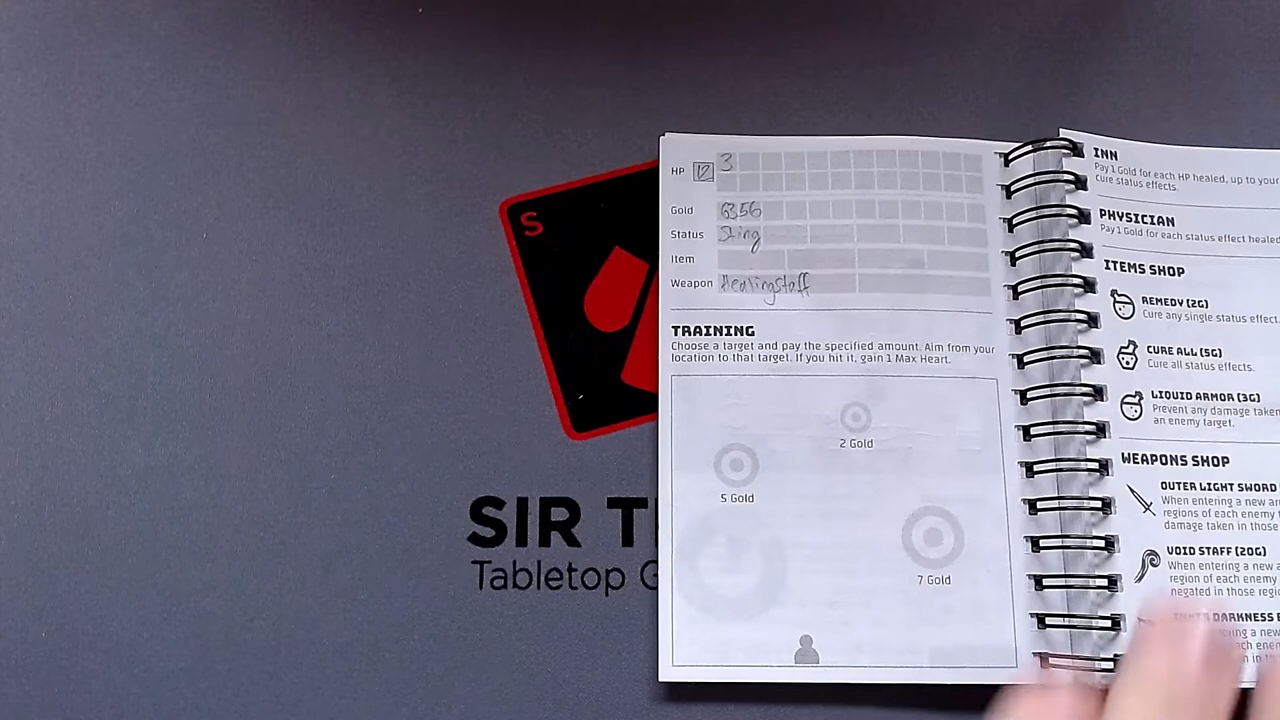 S
SIR T
Tabletop G
HP 12 3
Gold 6356
Status Sting
Item
Weapon Healingstaff
TRAINING
Choose a target and pay the specified amount. Aim from your
location to that target. If you hit it, gain 1 Max Heart.
2 Gold
5 Gold
7 Gold
INN
Pay 1 Gold for each HP healed, up to your
cure status effects.
PHYSICIAN
Pay 1 Gold for each status effect healed
ITEMS SHOP
REMEDY (2G)
Cure any single status effect.
CURE ALL (5G)
Cure all status effects.
LIQUID ARMOR (3G)
Prevent any damage taken
an enemy target.
WEAPONS SHOP
OUTER LIGHT SWORD
When entering a new ar
regions of each enemy
damage taken in those
VOID STAFF (20G)
When entering a new a
region of each enemy
negated in those regi
DARKNESS